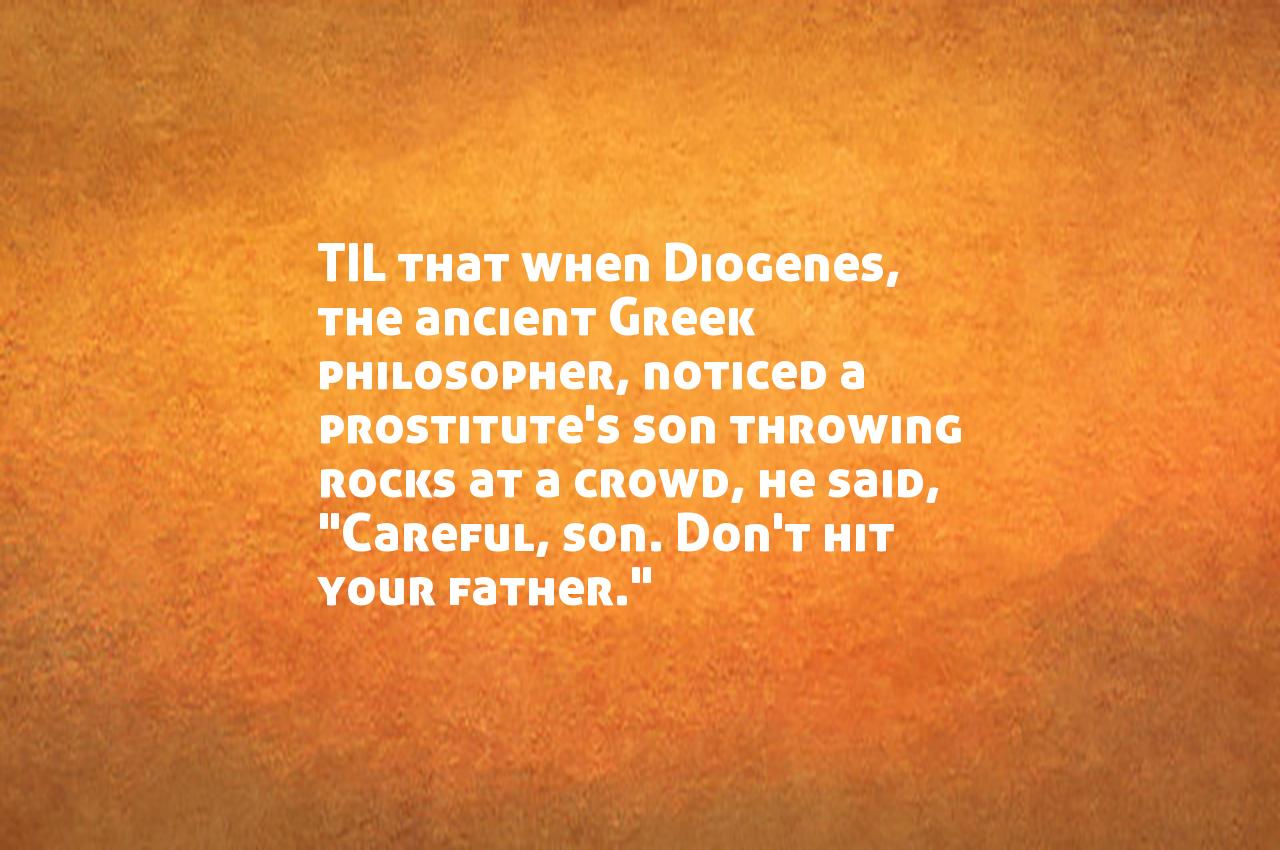 TIL that when Diogenes,
the ancient Greek
philosopher, noticed a
prostitute's son throwing
rocks at a crowd, he said,
"Careful, son. Don't hit
your father."